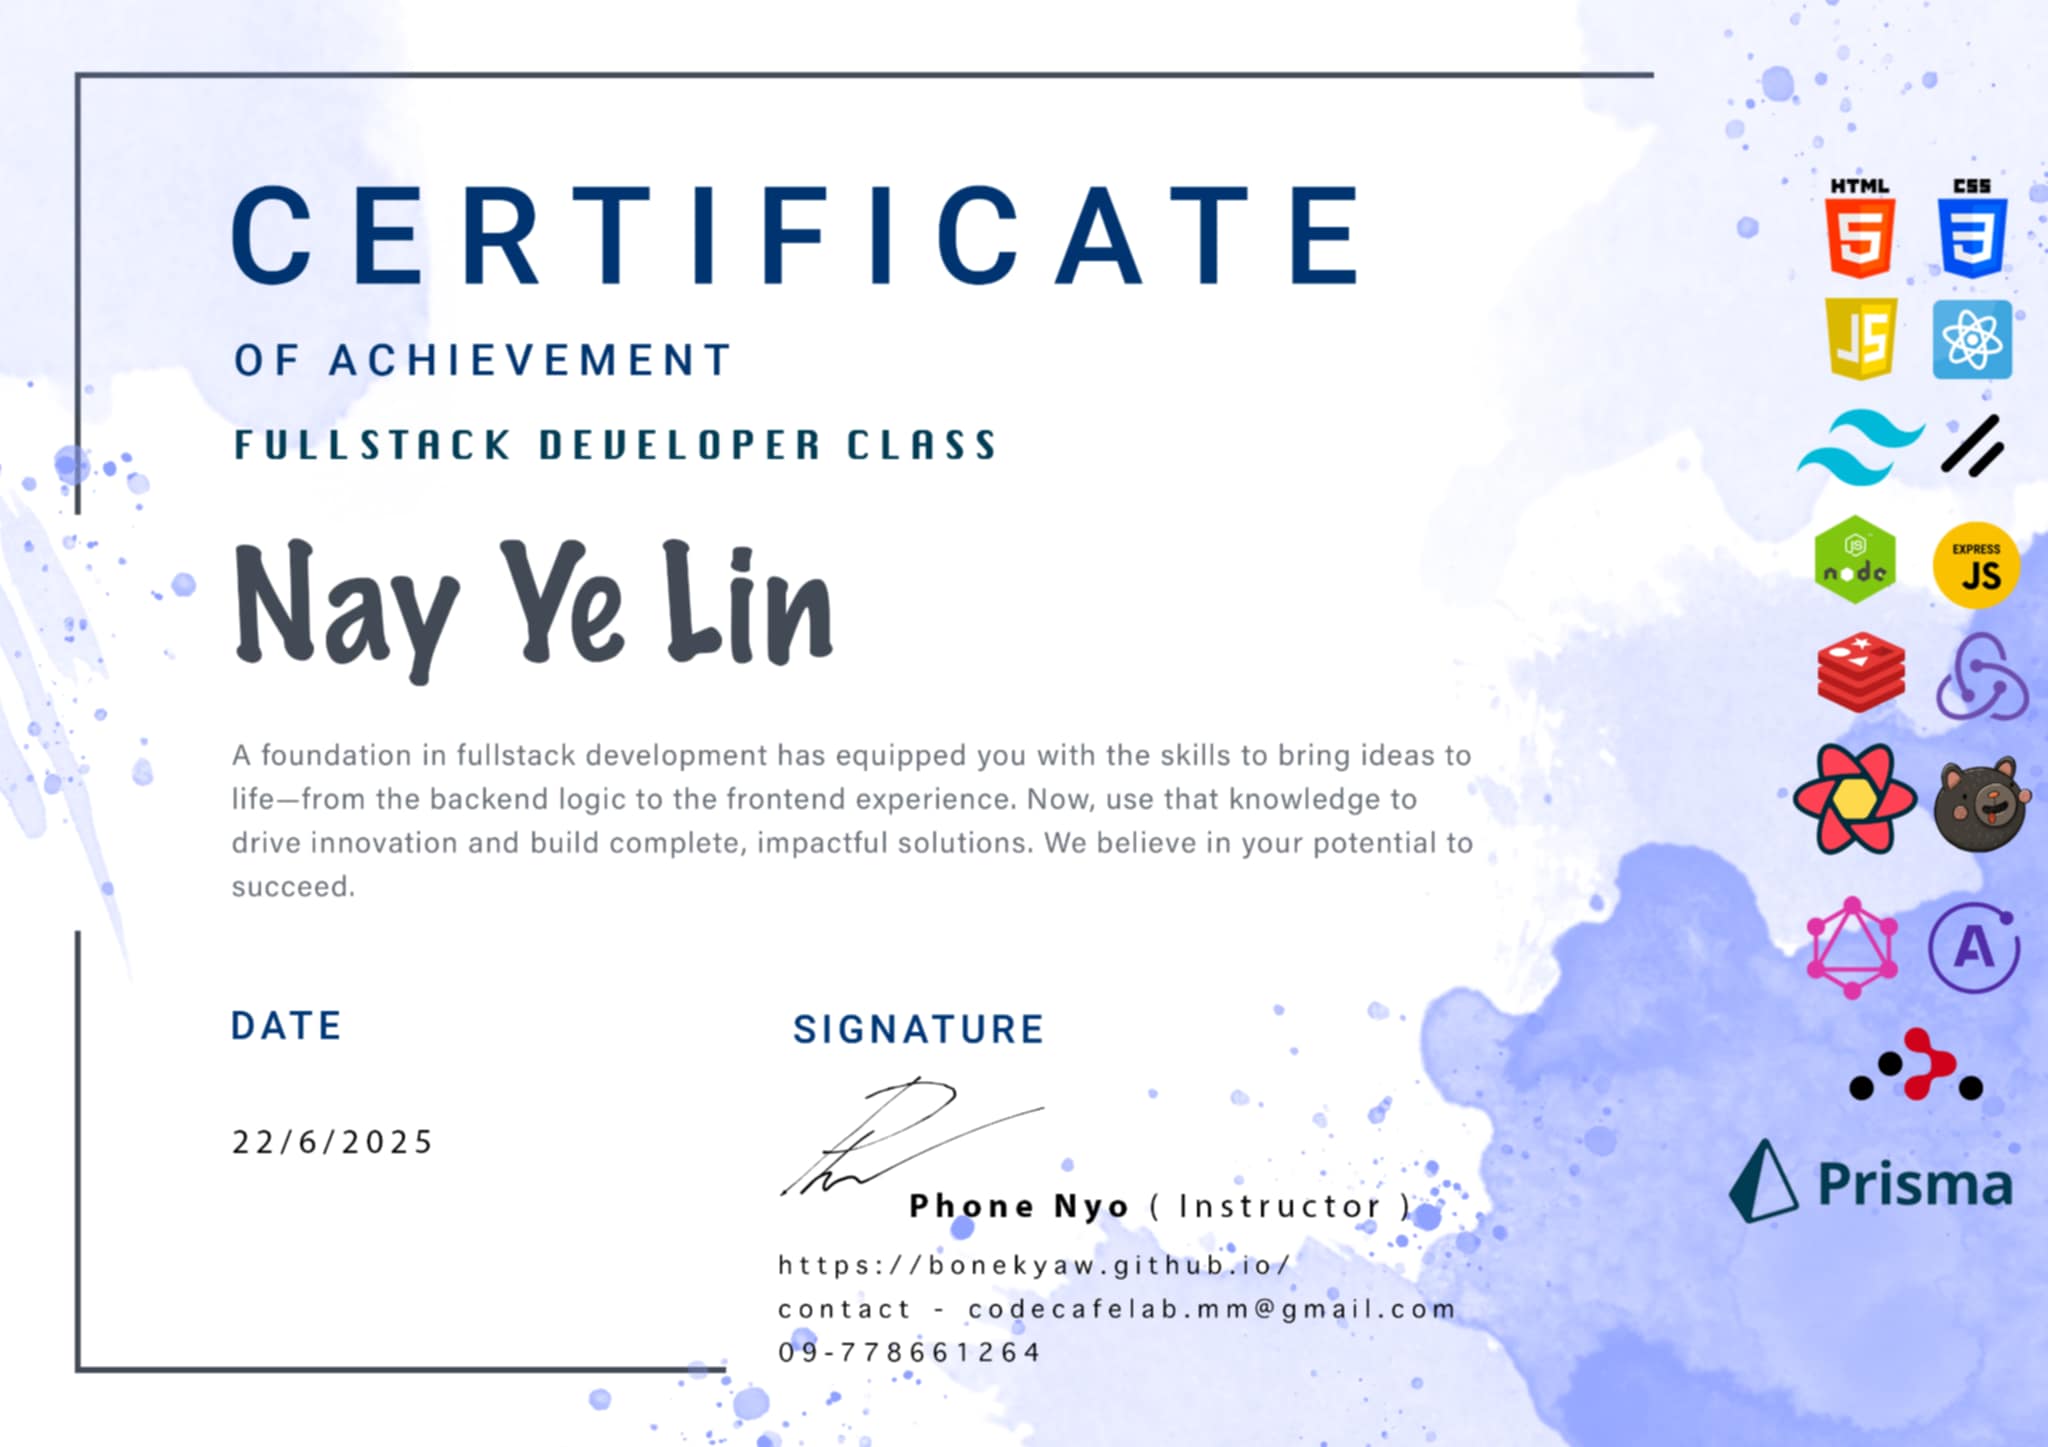 CERTIFICATE
OF ACHIEVEMENT
FULLSTACK DEVELOPER CLASS
Nay Ye Lin
A foundation in fullstack development has equipped you with the skills to bring ideas to
life—from the backend logic to the frontend experience. Now, use that knowledge to
drive innovation and build complete, impactful solutions. We believe in your potential to
succeed.
DATE
22/6/2025
SIGNATURE
Phone Nyo ( Instructor )
https://bonekyaw.github.io/
contact - codecafelab.mm@gmail.com
09-778661264
HTML CSS
5 3
JS
JS
node
EXPRESS
JS
A
Prisma